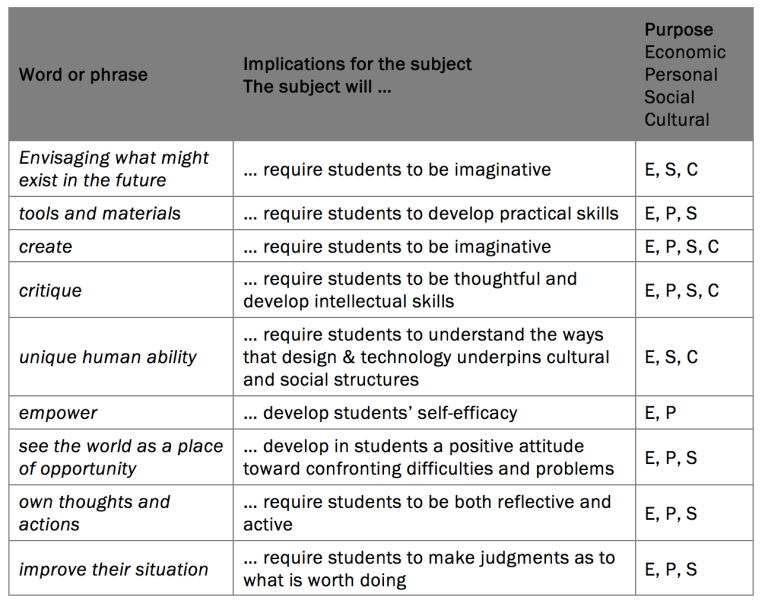 Word or phrase
Implications for the subject
The subject will ...
Purpose
Economic
Personal
Social
Cultural
Envisaging what might
exist in the future
... require students to be imaginative
E, S, C
tools and materials
... require students to develop practical skills
E, P, S
create
... require students to be imaginative
E, P, S, C
critique
... require students to be thoughtful and
develop intellectual skills
E, P, S, C
unique human ability
... require students to understand the ways
that design & technology underpins cultural
and social structures
E, S, C
empower
... develop students’ self-efficacy
E, P
see the world as a place
of opportunity
... develop in students a positive attitude
toward confronting difficulties and problems
E, P, S
own thoughts and
actions
... require students to be both reflective and
active
E, P, S
improve their situation
... require students to make judgments as to
what is worth doing
E, P, S